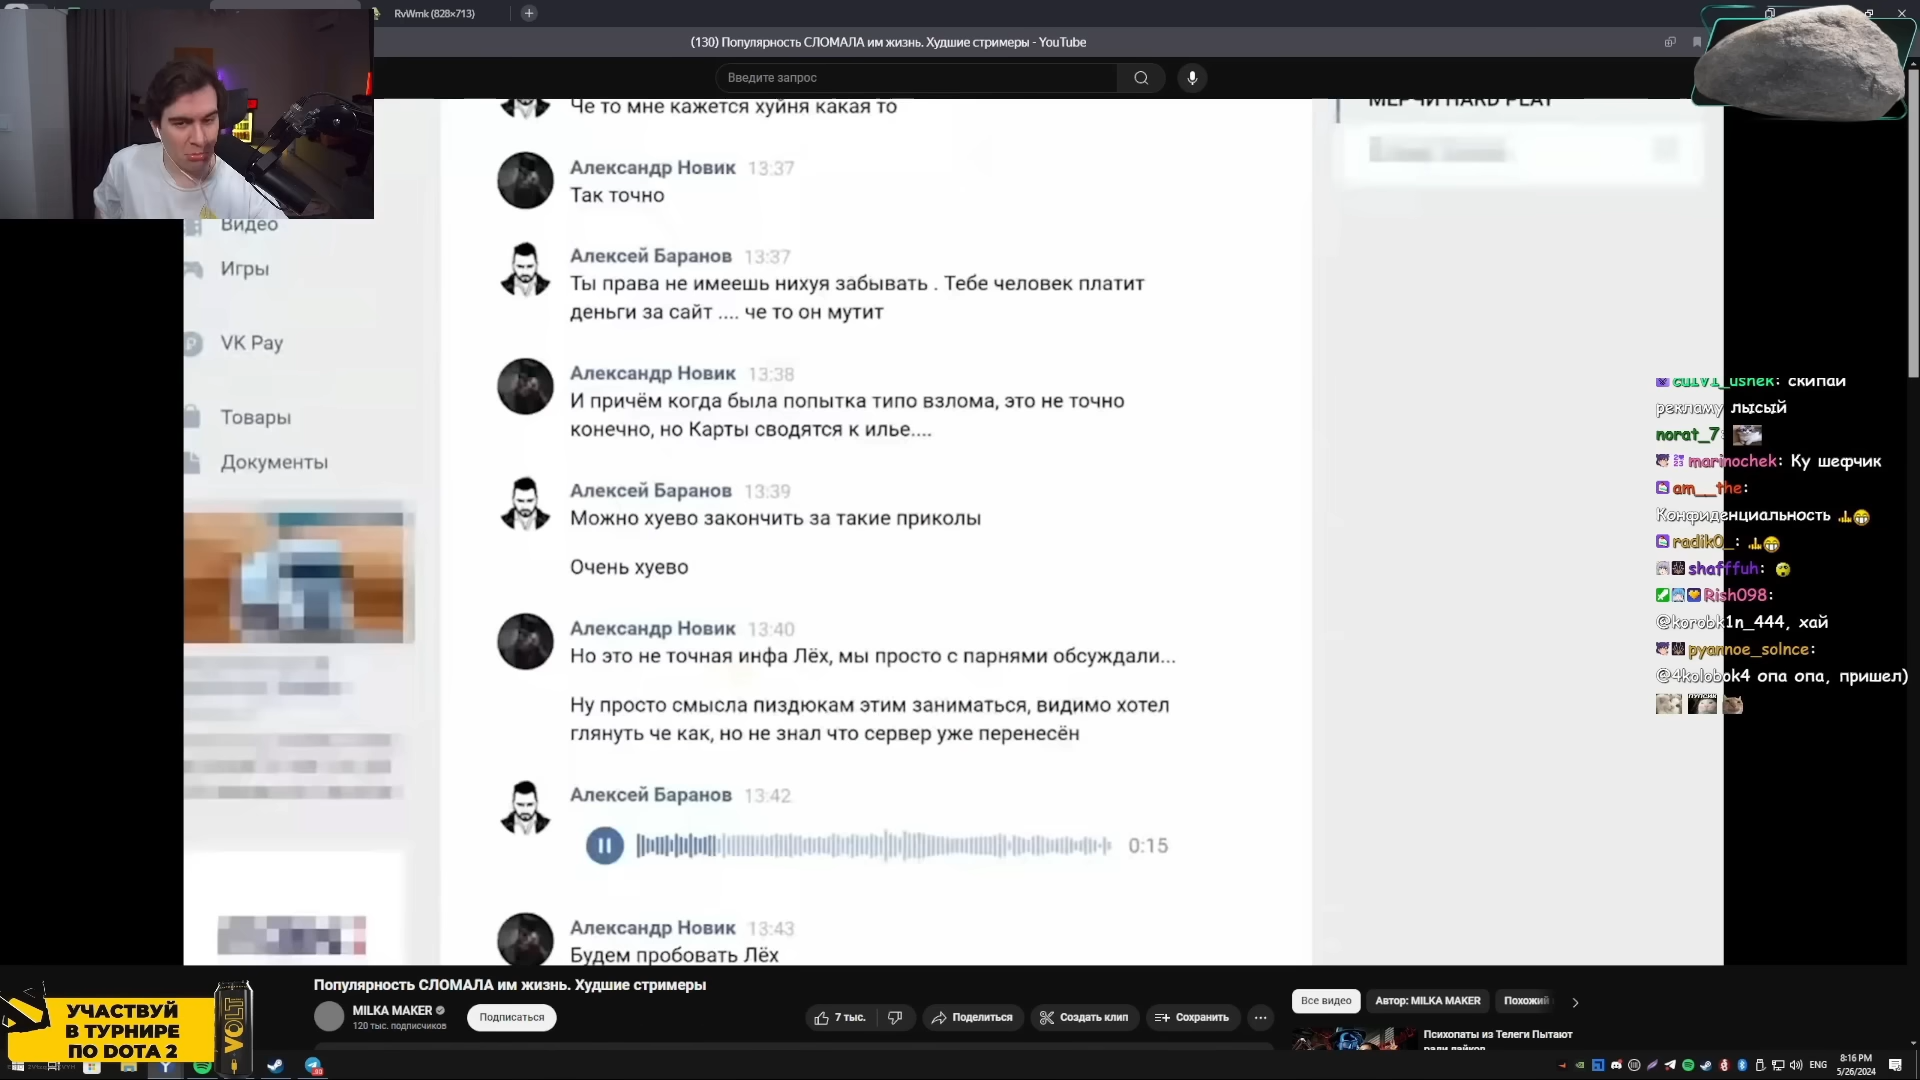 RvWmk (828×713)
(130) Популярность СЛОМАЛА им жизнь. Худшие стримеры - YouTube
Введите запрос
Че то мне кажется хуйня какая то
МЕРЧИ HARD PLAY
Александр Новик 13:37
Так точно
Видео
Игры
VK Pay
Товары
Документы
Алексей Баранов 13:37
Ты права не имеешь нихуя забывать . Тебе человек платит
деньги за сайт .... че то он мутит
Александр Новик 13:38
И причём когда была попытка типо взлома, это не точно
конечно, но Карты сводятся к илье....
Алексей Баранов 13:39
Можно хуево закончить за такие приколы
Очень хуево
Александр Новик 13:40
Но это не точная инфа Лёх, мы просто с парнями обсуждали...
Ну просто смысла пиздюкам этим заниматься, видимо хотел
глянуть че как, но не знал что сервер уже перенесён
Алексей Баранов 13:42
0:15
Александр Новик 13:43
Будем пробовать Лёх
cu1v1_ushek: скипай
рекламу лысый
norat_7:
marinochek: Ку шефчик
am__the:
Конфиденциальность
radik0_:
shafffuh:
Rish098:
@korobk1n_444, хай
pyannoe_solnce:
@4kolobok4 опа опа, пришел)
Популярность СЛОМАЛА им жизнь. Худшие стримеры
MILKA MAKER
120 тыс. подписчиков
Подписаться
7 тыс.
Поделиться
Создать клип
Сохранить
Все видео
Автор: MILKA MAKER
Похожий
Психопаты из Телеги Пытают
ради лайков
УЧАСТВУЙ
В ТУРНИРЕ
ПО DOTA 2
VOLT
ENG
8:16 PM
5/26/2024